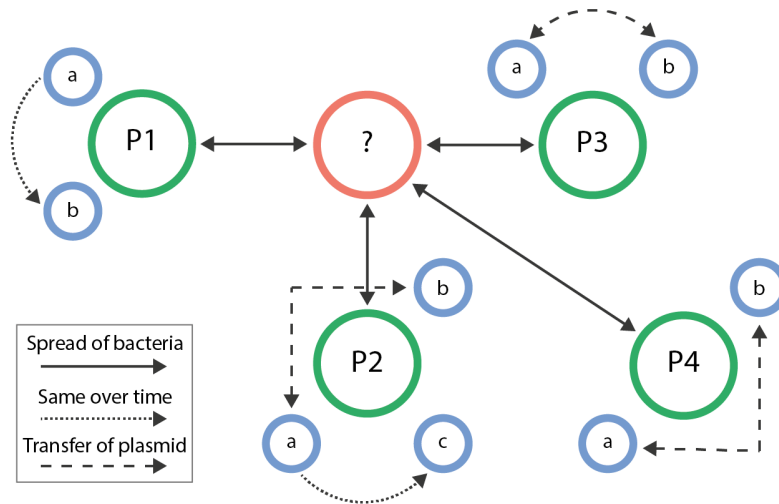 a
b
P1
?
a
b
P3
b
P2
a
c
b
P4
a
Spread of bacteria
Same over time
Transfer of plasmid